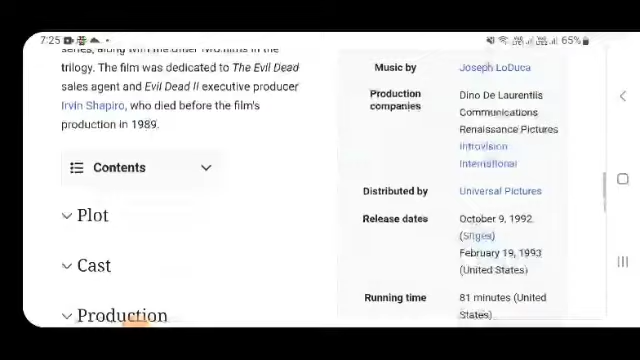 7:25
65%
series, along with the other two films in the
trilogy. The film was dedicated to The Evil Dead
sales agent and Evil Dead II executive producer
Irvin Shapiro, who died before the film's
production in 1989.
Contents
Plot
Cast
Production
Music by Joseph LoDuca
Production companies
Dino De Laurentiis
Communications
Renaissance Pictures
Introvision
International
Distributed by Universal Pictures
Release dates October 9, 1992
(Sitges)
February 19, 1993
(United States)
Running time 81 minutes (United
States)